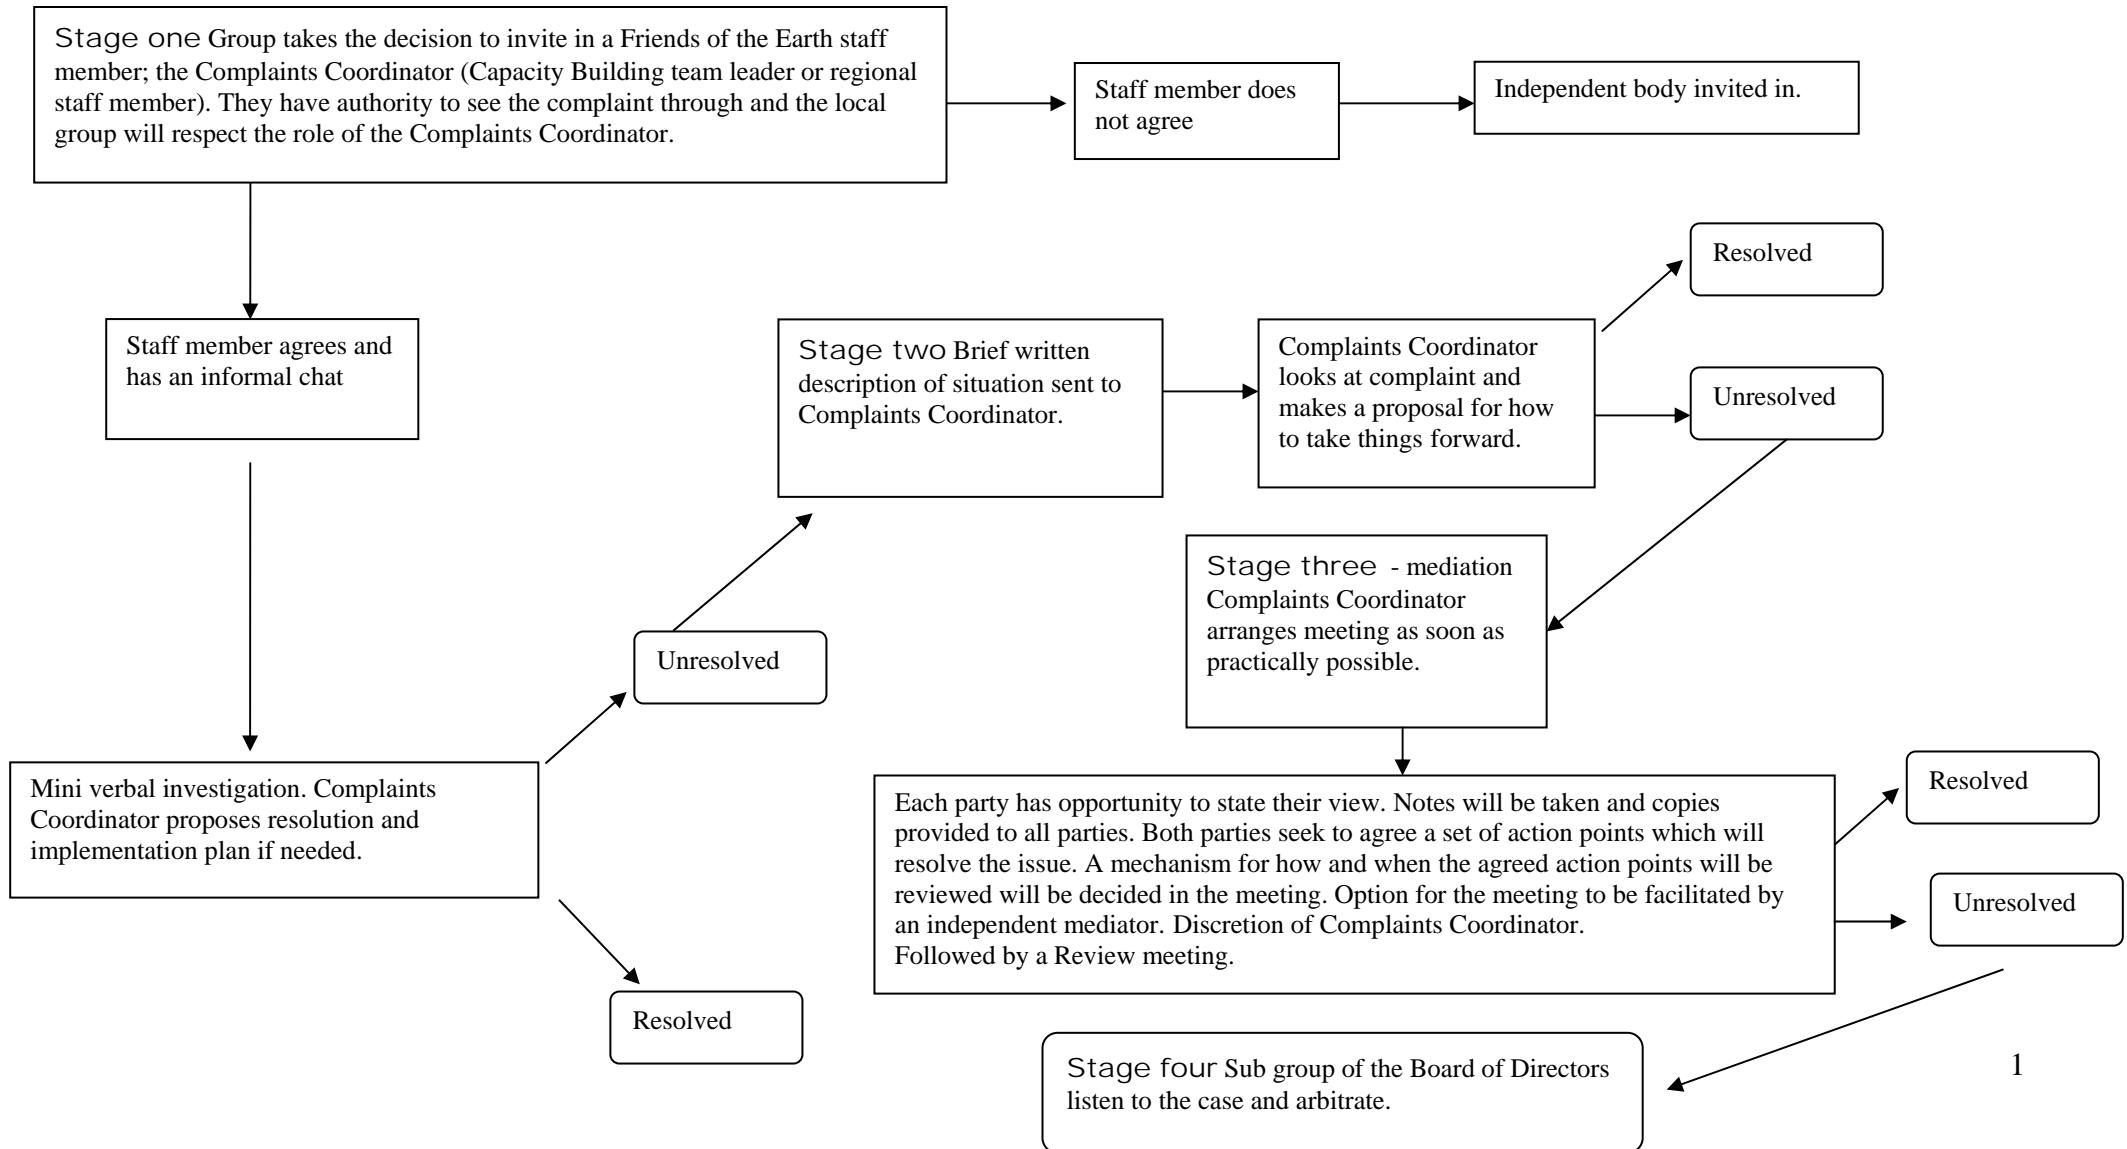 Stage one Group takes the decision to invite in a Friends of the Earth staff
member; the Complaints Coordinator (Capacity Building team leader or regional
staff member). They have authority to see the complaint through and the local
group will respect the role of the Complaints Coordinator.
Staff member does
not agree
Independent body invited in.
Staff member agrees and
has an informal chat
Mini verbal investigation. Complaints
Coordinator proposes resolution and
implementation plan if needed.
Resolved
Unresolved
Stage two Brief written
description of situation sent to
Complaints Coordinator.
Complaints Coordinator
looks at complaint and
makes a proposal for how
to take things forward.
Resolved
Unresolved
Stage three - mediation
Complaints Coordinator
arranges meeting as soon as
practically possible.
Each party has opportunity to state their view. Notes will be taken and copies
provided to all parties. Both parties seek to agree a set of action points which will
resolve the issue. A mechanism for how and when the agreed action points will be
reviewed will be decided in the meeting. Option for the meeting to be facilitated by
an independent mediator. Discretion of Complaints Coordinator.
Followed by a Review meeting.
Resolved
Unresolved
Stage four Sub group of the Board of Directors
listen to the case and arbitrate.
1